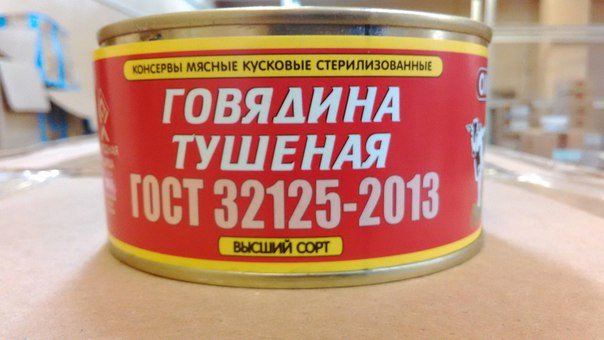 КОНСЕРВЫ МЯСНЫЕ КУСКОВЫЕ СТЕРИЛИЗОВАННЫЕ
ГОВЯДИНА
ТУШЕНАЯ
ГОСТ 32125-2013
ВЫСШИЙ СОРТ